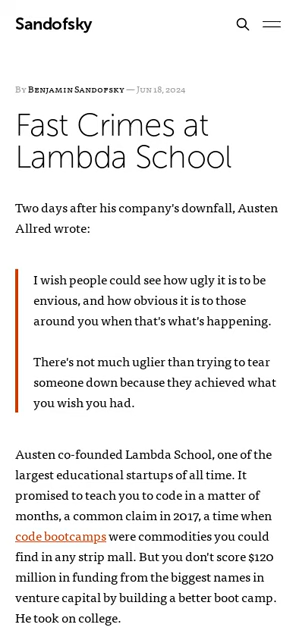 Sandofsky
By Benjamin Sandofsky — Jun 18, 2024
Fast Crimes at
Lambda School
Two days after his company's downfall, Austen
Allred wrote:
I wish people could see how ugly it is to be
envious, and how obvious it is to those
around you when that's what's happening.
There's not much uglier than trying to tear
someone down because they achieved what
you wish you had.
Austen co-founded Lambda School, one of the
largest educational startups of all time. It
promised to teach you to code in a matter of
months, a common claim in 2017, a time when
code bootcamps were commodities you could
find in any strip mall. But you don't score $120
million in funding from the biggest names in
venture capital by building a better boot camp.
He took on college.